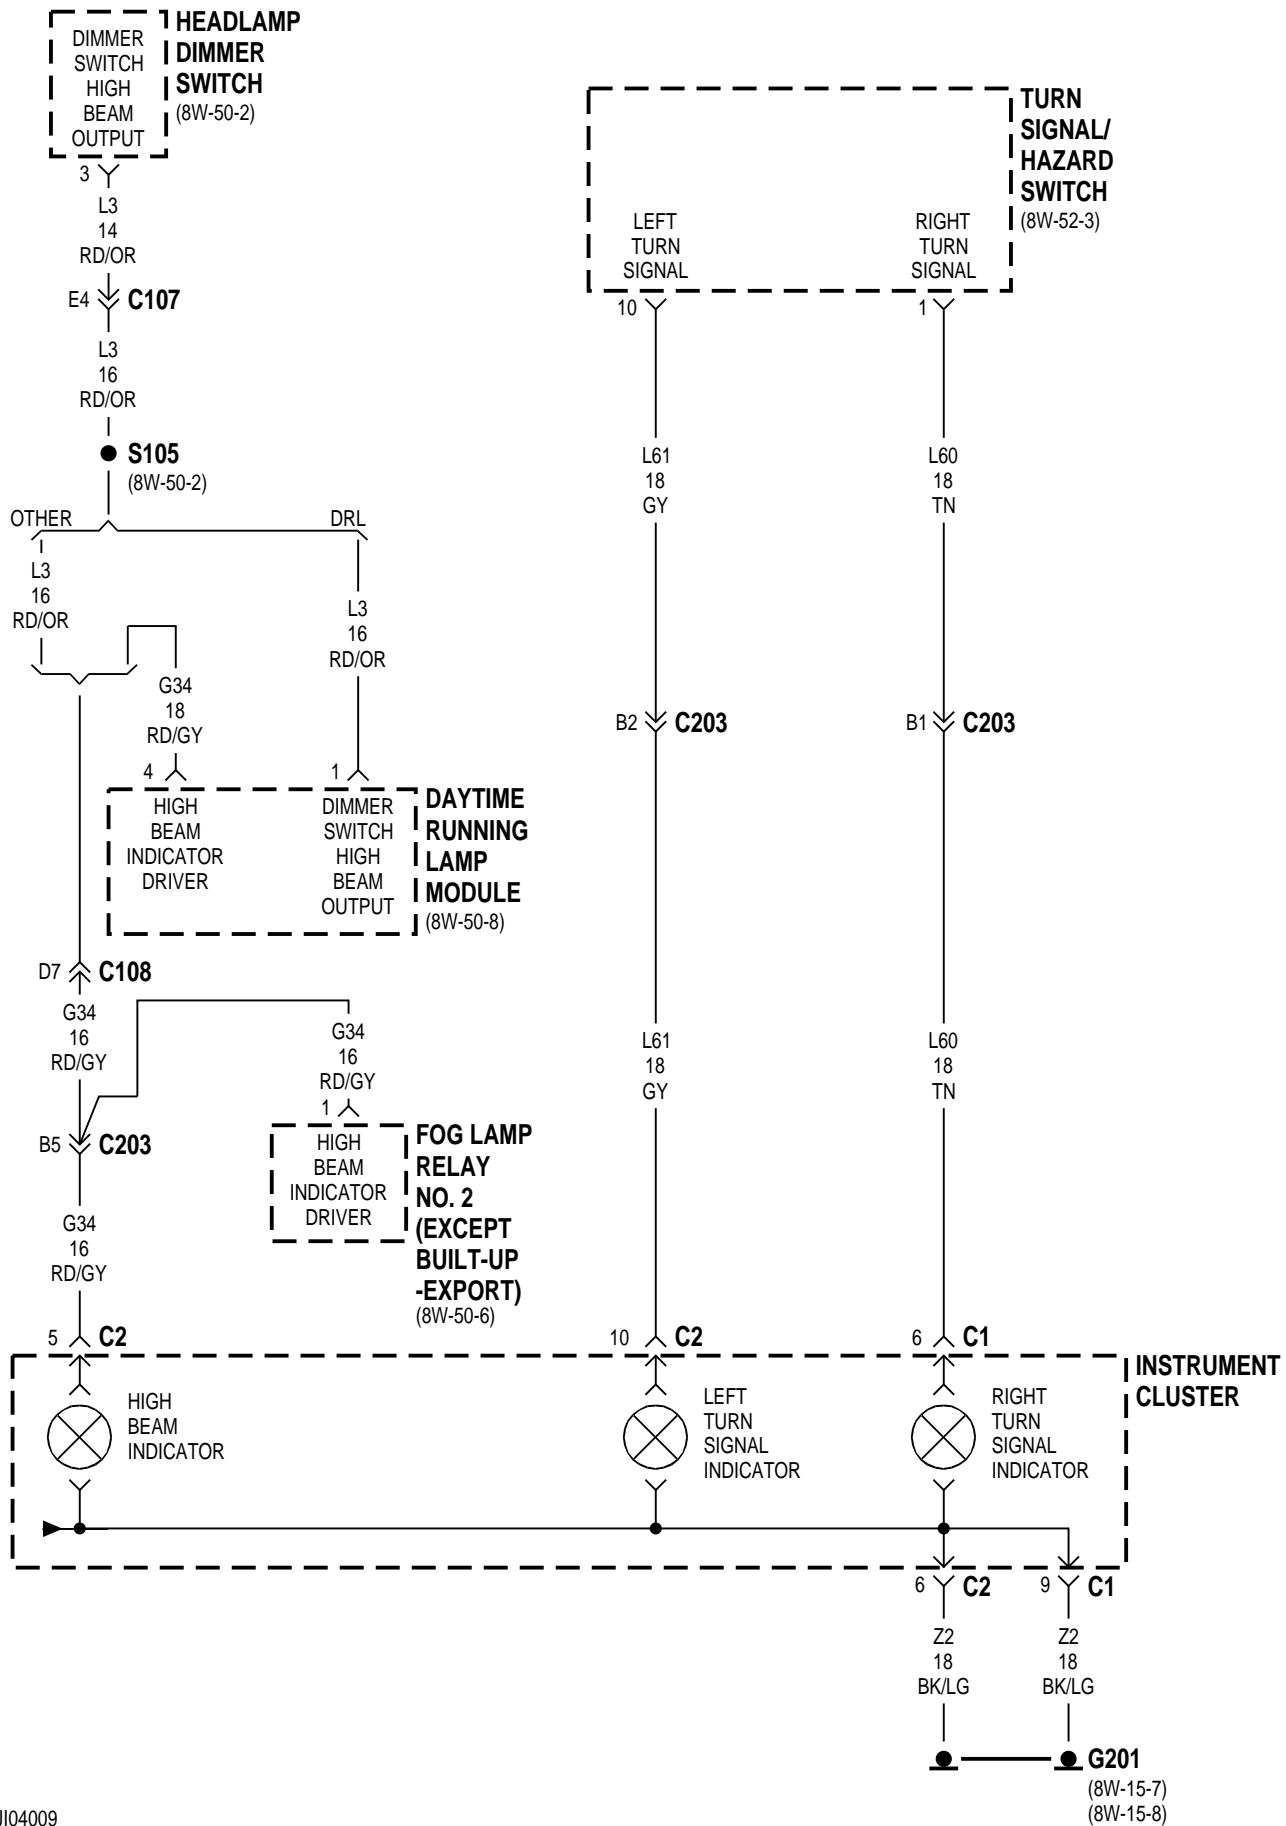 DIMMER
SWITCH
HIGH
BEAM
OUTPUT
HEADLAMP
DIMMER
SWITCH
(8W-50-2)
3
L3
14
RD/OR
E4
C107
L3
16
RD/OR
S105
(8W-50-2)
OTHER
DRL
L3
16
RD/OR
L3
16
RD/OR
G34
18
RD/GY
4
1
HIGH
BEAM
INDICATOR
DRIVER
DIMMER
SWITCH
HIGH
BEAM
OUTPUT
DAYTIME
RUNNING
LAMP
MODULE
(8W-50-8)
D7
C108
G34
16
RD/GY
G34
16
RD/GY
1
B5
C203
HIGH
BEAM
INDICATOR
DRIVER
FOG LAMP
RELAY
NO. 2
(EXCEPT
BUILT-UP
-EXPORT)
(8W-50-6)
G34
16
RD/GY
5
C2
TURN
SIGNAL/
HAZARD
SWITCH
(8W-52-3)
LEFT
TURN
SIGNAL
RIGHT
TURN
SIGNAL
10
1
L61
18
GY
L60
18
TN
B2
C203
B1
C203
L61
18
GY
L60
18
TN
10
C2
6
C1
INSTRUMENT
CLUSTER
HIGH
BEAM
INDICATOR
LEFT
TURN
SIGNAL
INDICATOR
RIGHT
TURN
SIGNAL
INDICATOR
6
C2
9
C1
Z2
18
BK/LG
Z2
18
BK/LG
G201
(8W-15-7)
(8W-15-8)
JI04009